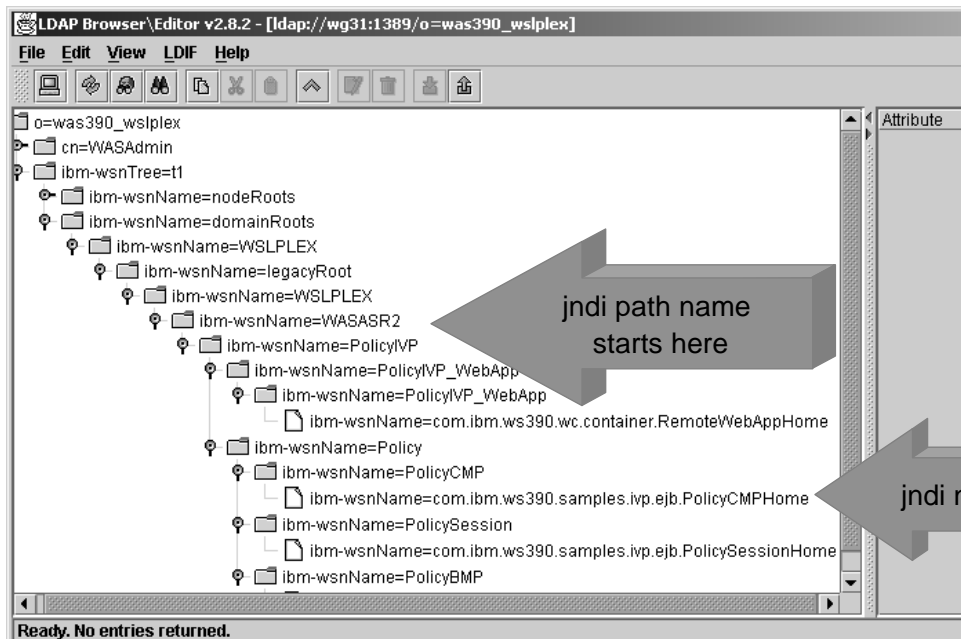 LDAP Browser\Editor v2.8.2 - [ldap://wg31:1389/o=was390_wslplex]
File Edit View LDIF Help
o=was390_wslplex
Attribute
cn=WASAdmin
ibm-wsnTree=t1
ibm-wsnName=nodeRoots
ibm-wsnName=domainRoots
ibm-wsnName=WSLPLEX
ibm-wsnName=legacyRoot
ibm-wsnName=WSLPLEX
ibm-wsnName=WASASR2
jndi path name
starts here
ibm-wsnName=PolicyIVP
ibm-wsnName=PolicyIVP_WebApp
ibm-wsnName=PolicyIVP_WebApp
ibm-wsnName=com.ibm.ws390.wc.container.RemoteWebAppHome
ibm-wsnName=Policy
ibm-wsnName=PolicyCMP
ibm-wsnName=com.ibm.ws390.samples.ivp.ejb.PolicyCMPHome
jndi
ibm-wsnName=PolicySession
ibm-wsnName=com.ibm.ws390.samples.ivp.ejb.PolicySessionHome
ibm-wsnName=PolicyBMP
Ready. No entries returned.